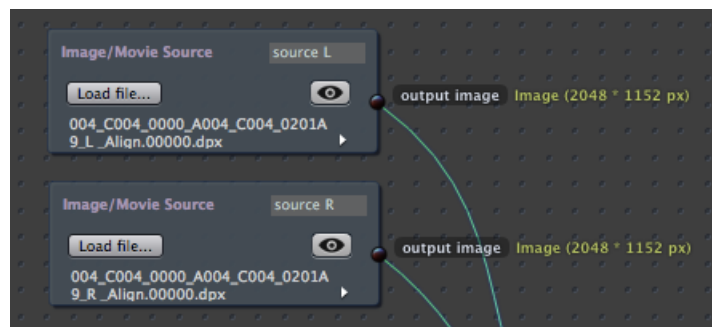 Image/Movie Source source L
Load file...
output image Image (2048 * 1152 px)
004_C004_0000_A004_C004_0201A
9_L _Align.00000.dpx
Image/Movie Source source R
Load file...
output image Image (2048 * 1152 px)
004_C004_0000_A004_C004_0201A
9_R _Align.00000.dpx